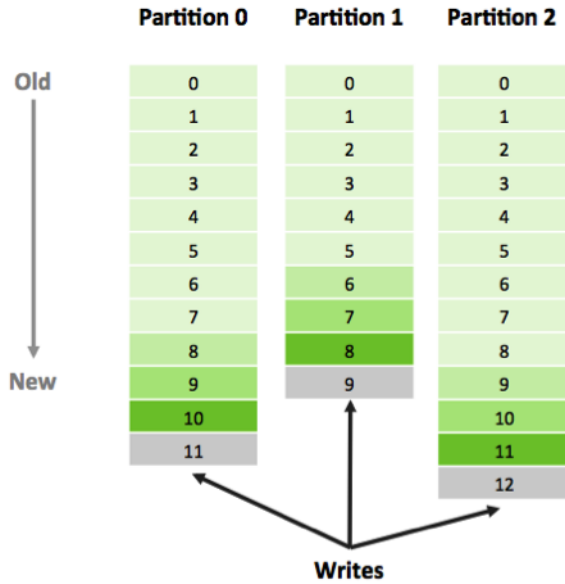 Partition 0 Partition 1 Partition 2
Old 0 0 0
1 1 1
2 2 2
3 3 3
4 4 4
5 5 5
6 6 6
7 7 7
8 8 8
New 9 9 9
10 10
11 11
12
Writes